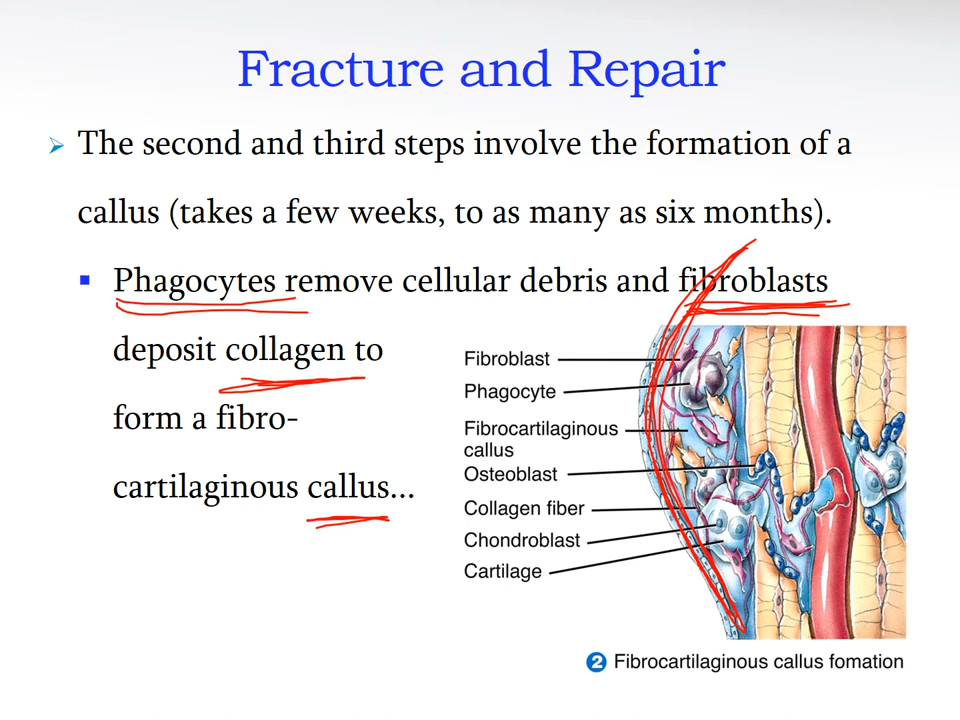 Fracture and Repair
The second and third steps involve the formation of a
callus (takes a few weeks, to as many as six months).
Phagocytes remove cellular debris and fibroblasts
deposit collagen to
form a fibro-
cartilaginous callus...
Fibroblast
Phagocyte
Fibrocartilaginous
callus
Osteoblast
Collagen fiber
Chondroblast
Cartilage
2 Fibrocartilaginous callus fomation